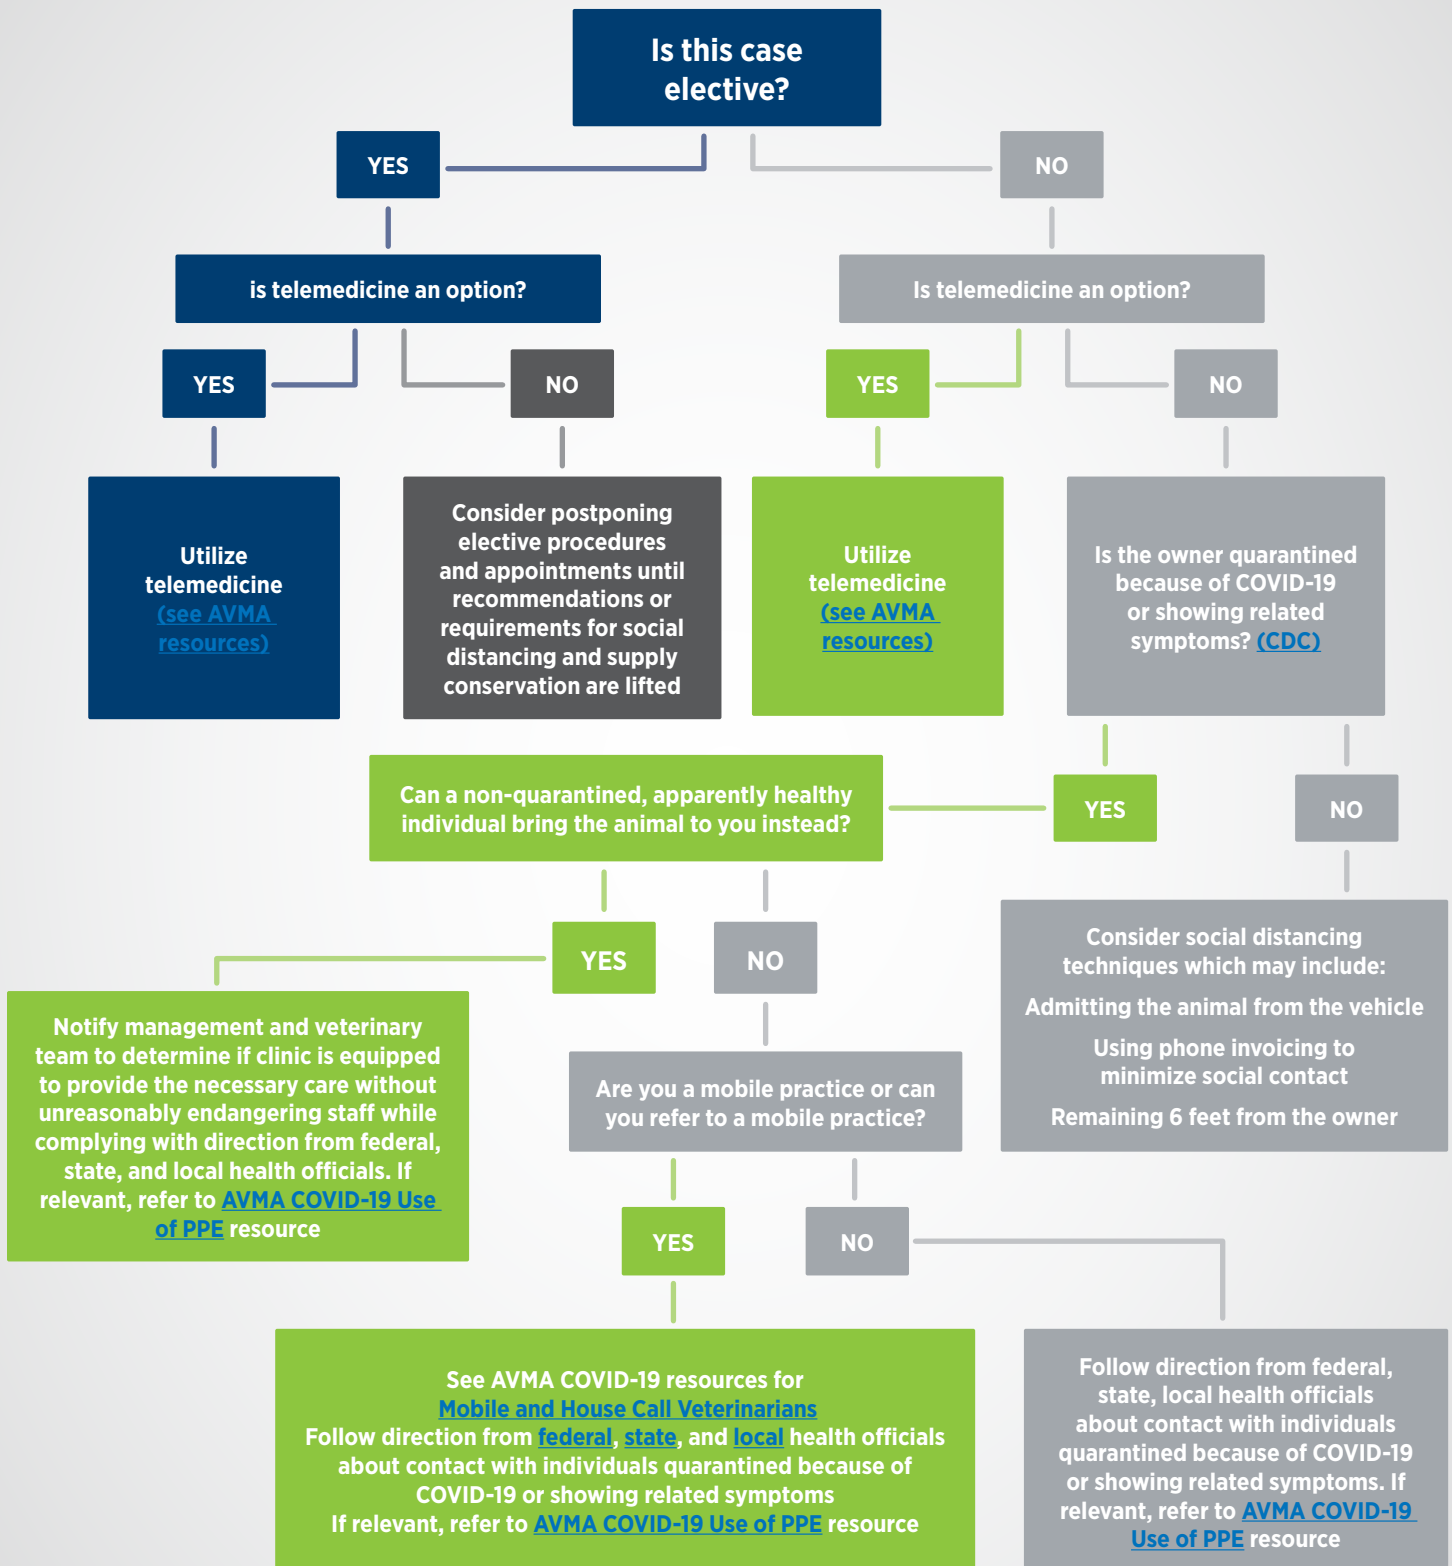 Is this case
elective?
YES
NO
is telemedicine an option?
Is telemedicine an option?
YES
NO
YES
NO
Utilize
telemedicine
(see AVMA
resources)
Consider postponing
elective procedures
and appointments until
recommendations or
requirements for social
distancing and supply
conservation are lifted
Utilize
telemedicine
(see AVMA
resources)
Is the owner quarantined
because of COVID-19
or showing related
symptoms? (CDC)
Can a non-quarantined, apparently healthy
individual bring the animal to you instead?
YES
NO
YES
NO
Consider social distancing
techniques which may include:
Admitting the animal from the vehicle
Using phone invoicing to
minimize social contact
Remaining 6 feet from the owner
Notify management and veterinary
team to determine if clinic is equipped
to provide the necessary care without
unreasonably endangering staff while
complying with direction from federal,
state, and local health officials. If
relevant, refer to AVMA COVID-19 Use
of PPE resource
Are you a mobile practice or can
you refer to a mobile practice?
YES
NO
See AVMA COVID-19 resources for
Mobile and House Call Veterinarians
Follow direction from federal, state, and local health officials
about contact with individuals quarantined because of
COVID-19 or showing related symptoms
If relevant, refer to AVMA COVID-19 Use of PPE resource
Follow direction from federal,
state, local health officials
about contact with individuals
quarantined because of COVID-19
or showing related symptoms. If
relevant, refer to AVMA COVID-19
Use of PPE resource